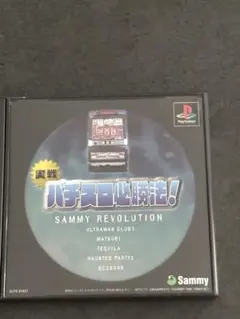 PlayStation
実戦
パチスロ必勝法!
SAMMY REVOLUTION
ULTRAMAN CLUB3
MATSURI
TEQUILA
HAUNTED PARTY
Sammy